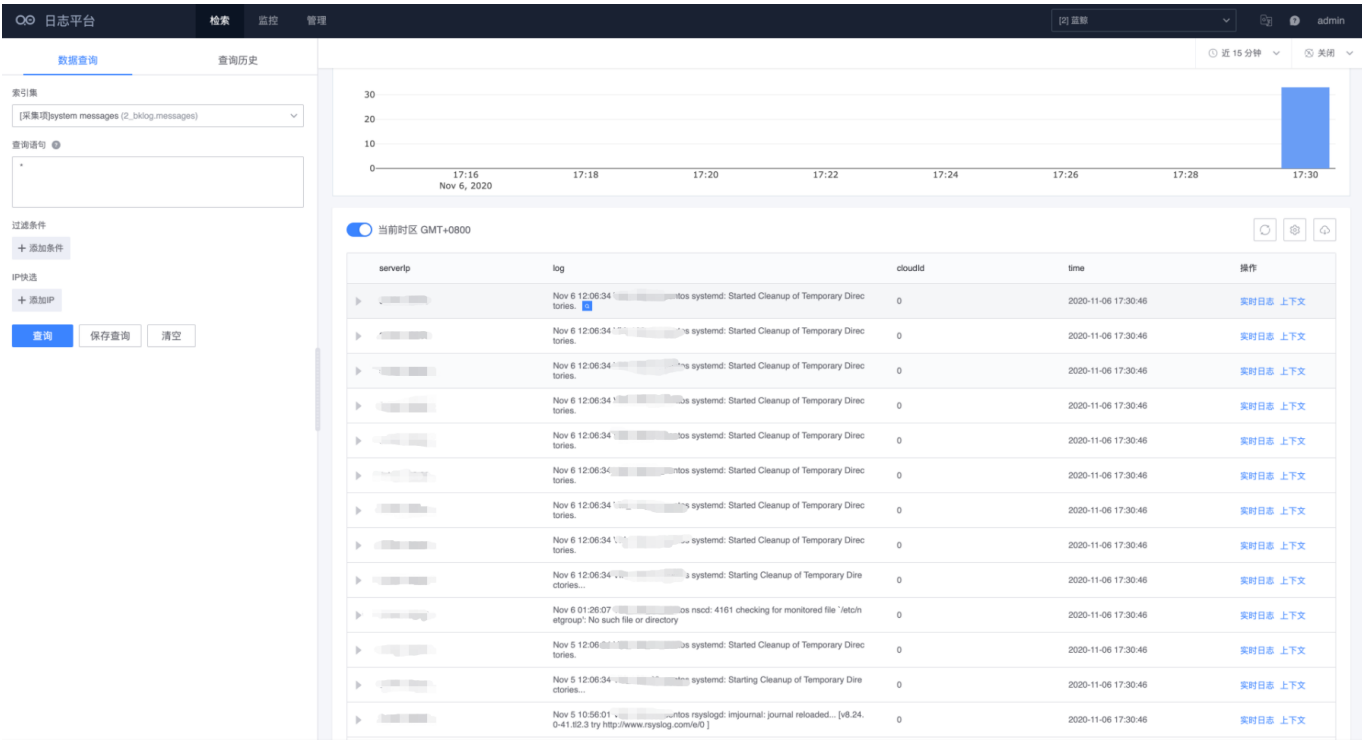 日志平台 检索 监控 管理 [2] 蓝鲸 admin
数据查询 查询历史
近 15 分钟 关闭
索引集
[采集项]system messages (2_bklog.messages)
查询语句
*
过滤条件
+ 添加条件
IP快选
+ 添加IP
查询 保存查询 清空
30
20
10
0
17:16 17:18 17:20 17:22 17:24 17:26 17:28 17:30
Nov 6, 2020
当前时区 GMT+0800
serverIp log cloudId time 操作
Nov 6 12:06:34 systemd: Started Cleanup of Temporary Direc
tories. 0 2020-11-06 17:30:46 实时日志 上下文
Nov 6 12:06:34 systemd: Started Cleanup of Temporary Direc
tories. 0 2020-11-06 17:30:46 实时日志 上下文
Nov 6 12:06:34 systemd: Started Cleanup of Temporary Direc
tories. 0 2020-11-06 17:30:46 实时日志 上下文
Nov 6 12:06:34 systemd: Started Cleanup of Temporary Direc
tories. 0 2020-11-06 17:30:46 实时日志 上下文
Nov 6 12:06:34 systemd: Started Cleanup of Temporary Direc
tories. 0 2020-11-06 17:30:46 实时日志 上下文
Nov 6 12:06:34 systemd: Started Cleanup of Temporary Direc
tories. 0 2020-11-06 17:30:46 实时日志 上下文
Nov 6 12:06:34 systemd: Started Cleanup of Temporary Direc
tories. 0 2020-11-06 17:30:46 实时日志 上下文
Nov 6 12:06:34 systemd: Started Cleanup of Temporary Direc
tories. 0 2020-11-06 17:30:46 实时日志 上下文
Nov 6 12:06:34 systemd: Starting Cleanup of Temporary Dire
ctories... 0 2020-11-06 17:30:46 实时日志 上下文
Nov 6 01:26:07 nscd: 4161 checking for monitored file `/etc/n
etgroup': No such file or directory 0 2020-11-06 17:30:46 实时日志 上下文
Nov 5 12:06: systemd: Started Cleanup of Temporary Direc
tories. 0 2020-11-06 17:30:46 实时日志 上下文
Nov 5 12:06:34 systemd: Starting Cleanup of Temporary Dire
ctories... 0 2020-11-06 17:30:46 实时日志 上下文
Nov 5 10:56:01 rsyslogd: imjournal: journal reloaded... [v8.24.
0-41.tl2.3 try http://www.rsyslog.com/e/0 ] 0 2020-11-06 17:30:46 实时日志 上下文